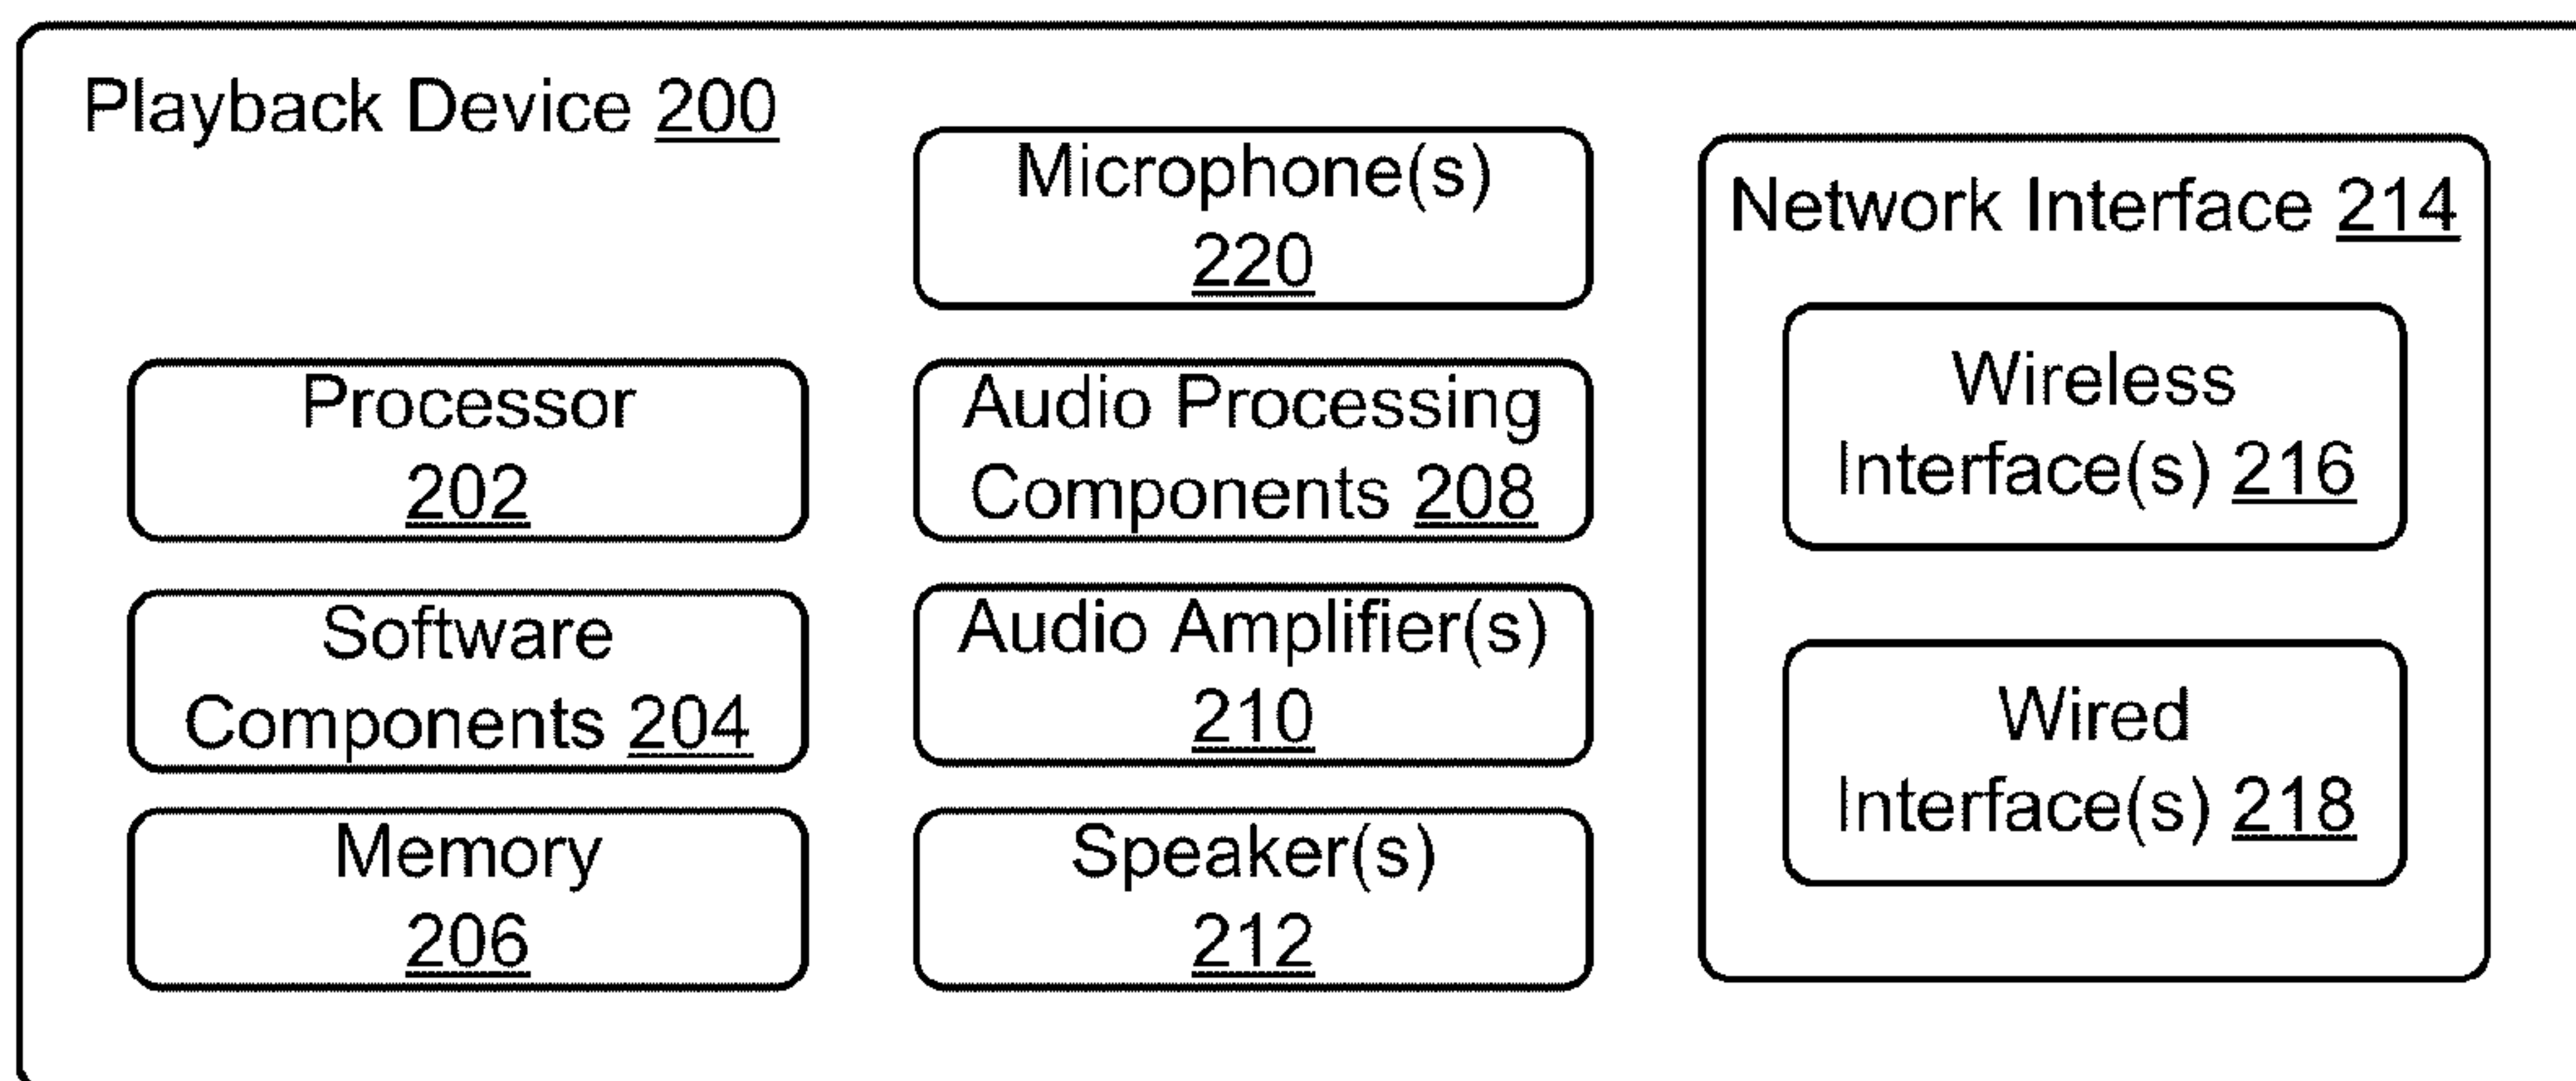 Playback Device 200
Microphone(s)
220
Network Interface 214
Processor
202
Audio Processing
Components 208
Wireless
Interface(s) 216
Software
Components 204
Audio Amplifier(s)
210
Wired
Interface(s) 218
Memory
206
Speaker(s)
212